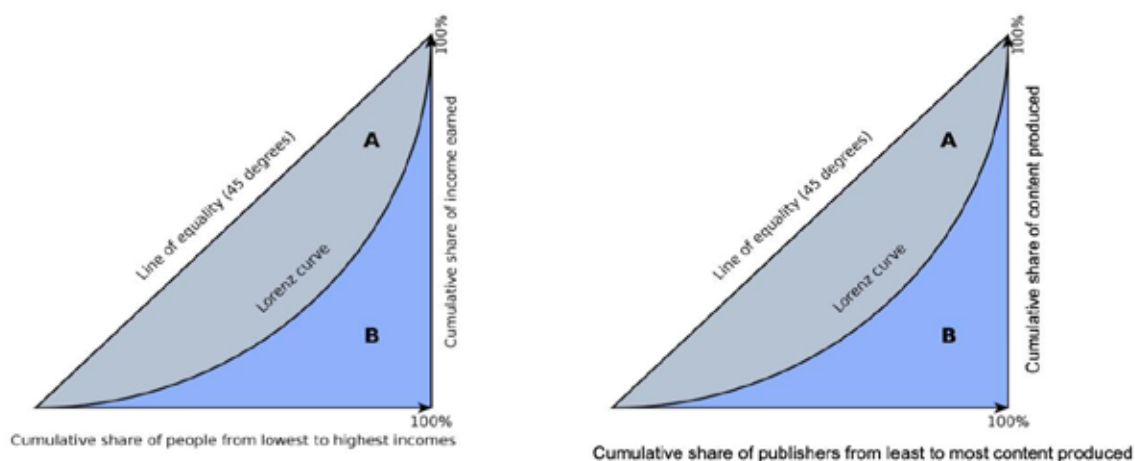 100%
Cumulative share of income earned
Line of equality (45 degrees)
A
Lorenz curve
B
100%
Cumulative share of people from lowest to highest incomes
100%
Cumulative share of content produced
Line of equality (45 degrees)
A
Lorenz curve
B
100%
Cumulative share of publishers from least to most content produced